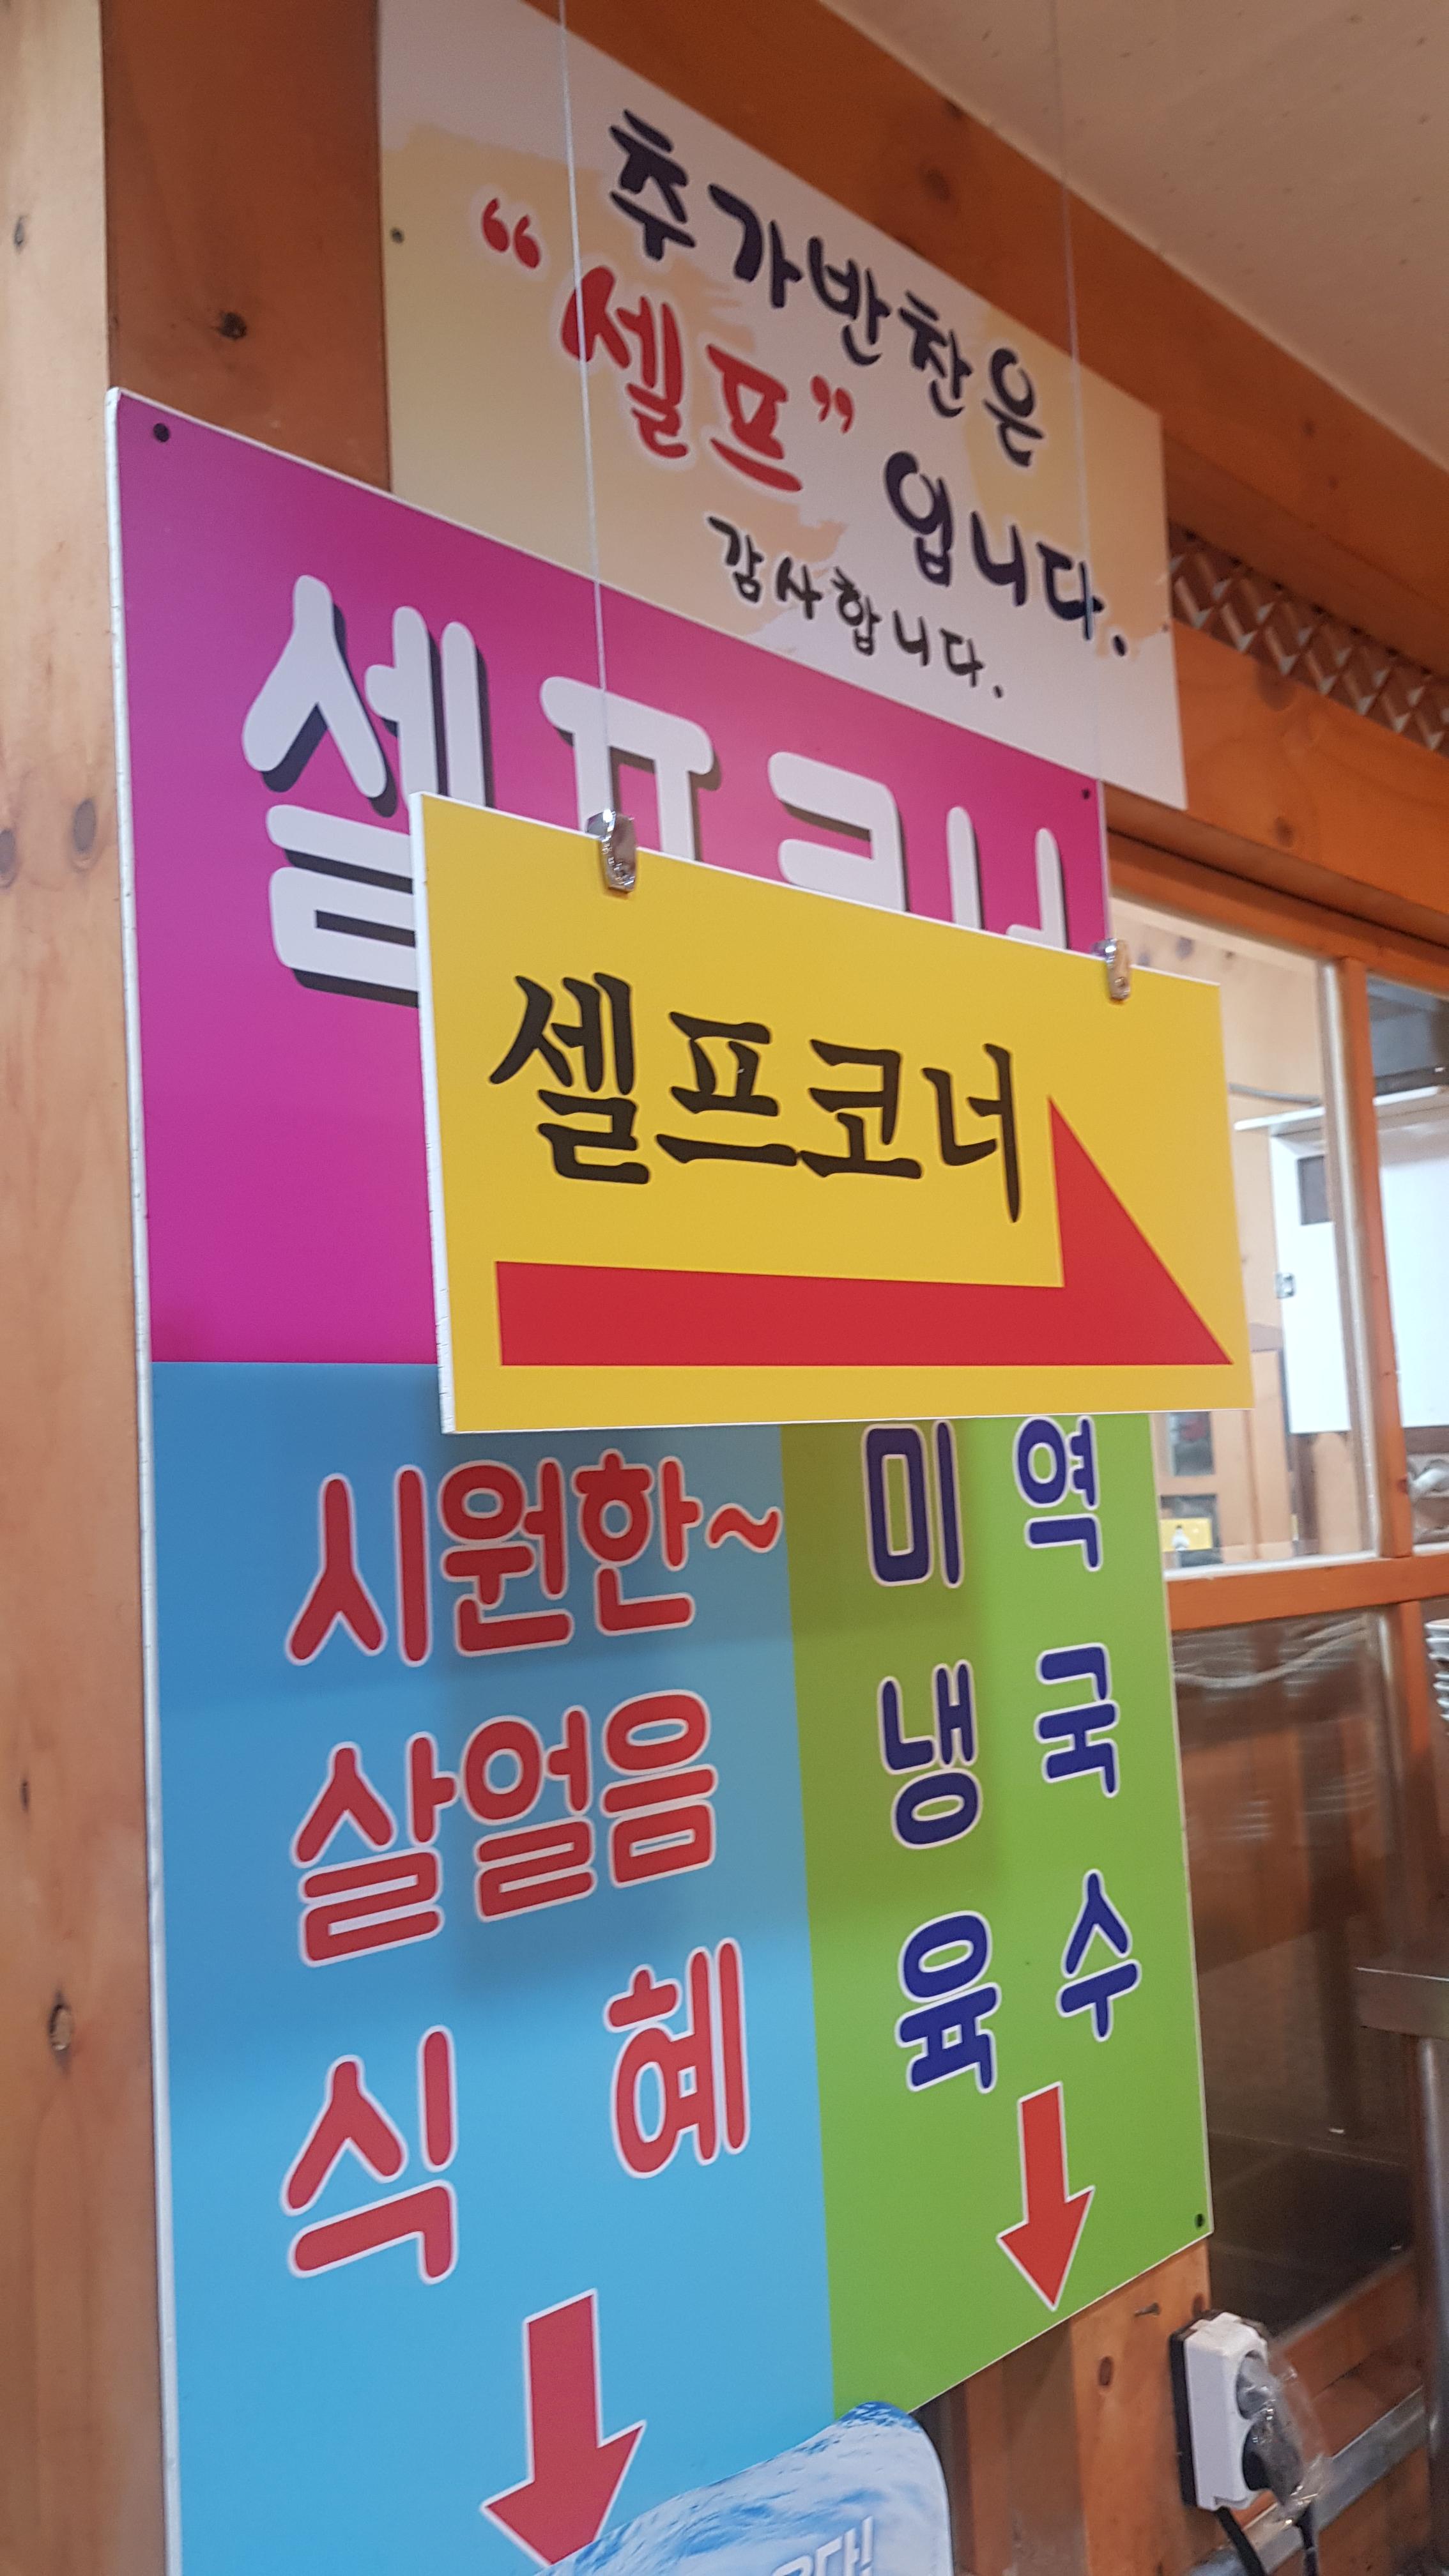 추가반찬은
“셀프” 엽니다.
감사합니다.
셀프코너
셀프코너
시원한~
살얼음
식 혜
미 역
냉 국
육 수